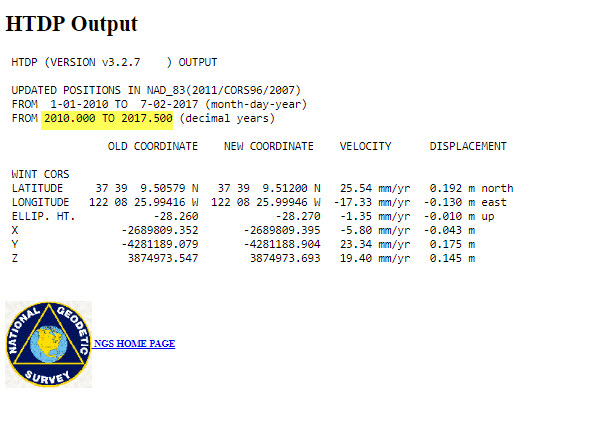 HTDP Output
HTDP (VERSION v3.2.7    ) OUTPUT
UPDATED POSITIONS IN NAD_83(2011/CORS96/2007)
FROM  1-01-2010 TO  7-02-2017 (month-day-year)
FROM 2010.000 TO 2017.500 (decimal years)
OLD COORDINATE    NEW COORDINATE    VELOCITY    DISPLACEMENT
WINT CORS
LATITUDE     37 39  9.50579 N   37 39  9.51200 N   25.54 mm/yr   0.192 m north
LONGITUDE   122 08 25.99416 W  122 08 25.99946 W  -17.33 mm/yr  -0.130 m east
ELLIP. HT.             -28.260            -28.270   -1.35 mm/yr  -0.010 m up
X                 -2689809.352       -2689809.395   -5.80 mm/yr  -0.043 m
Y                 -4281189.079       -4281188.904   23.34 mm/yr   0.175 m
Z                  3874973.547        3874973.693   19.40 mm/yr   0.145 m
NATIONAL GEODETIC SURVEY
NGS HOME PAGE